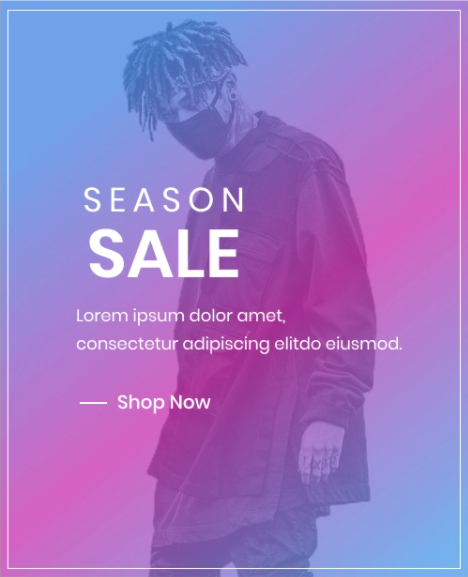 SEASON
SALE
Lorem ipsum dolor amet,
consectetur adipiscing elitdo eiusmod.
Shop Now